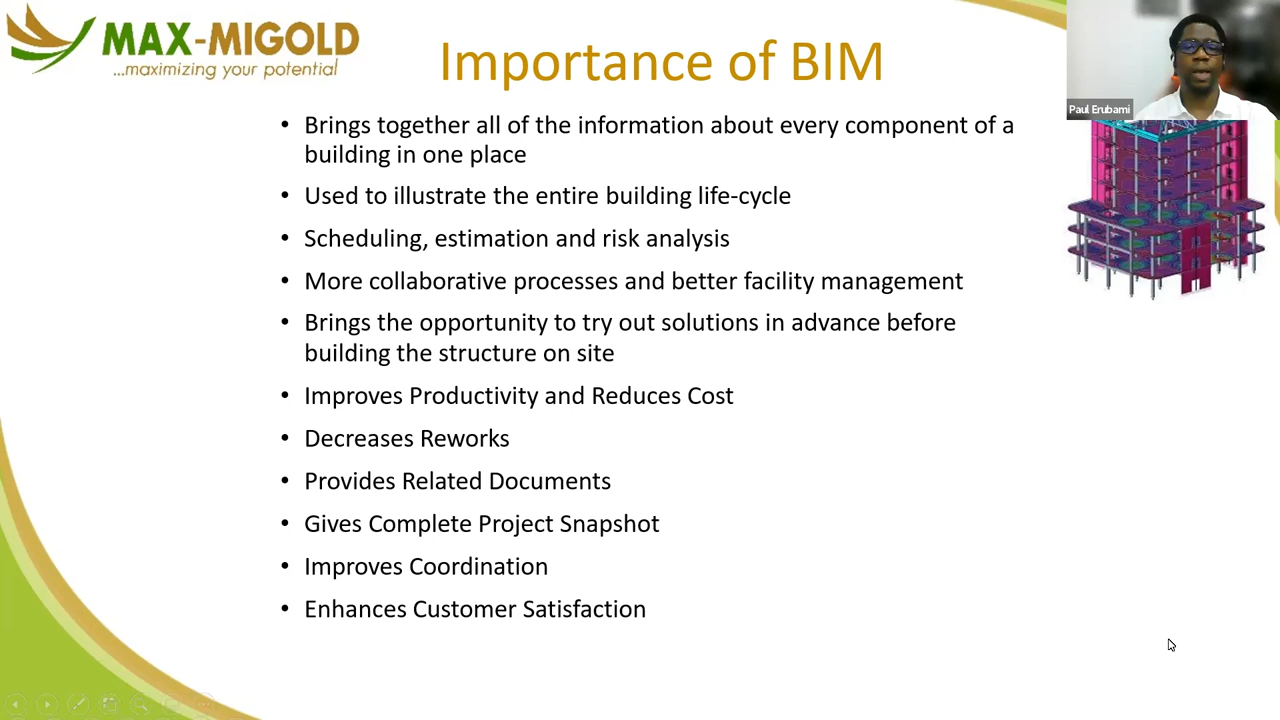 MAX-MIGOLD
...maximizing your potential
Importance of BIM
Paul Erubami
• Brings together all of the information about every component of a
building in one place
• Used to illustrate the entire building life-cycle
• Scheduling, estimation and risk analysis
• More collaborative processes and better facility management
• Brings the opportunity to try out solutions in advance before
building the structure on site
• Improves Productivity and Reduces Cost
• Decreases Reworks
• Provides Related Documents
• Gives Complete Project Snapshot
• Improves Coordination
• Enhances Customer Satisfaction